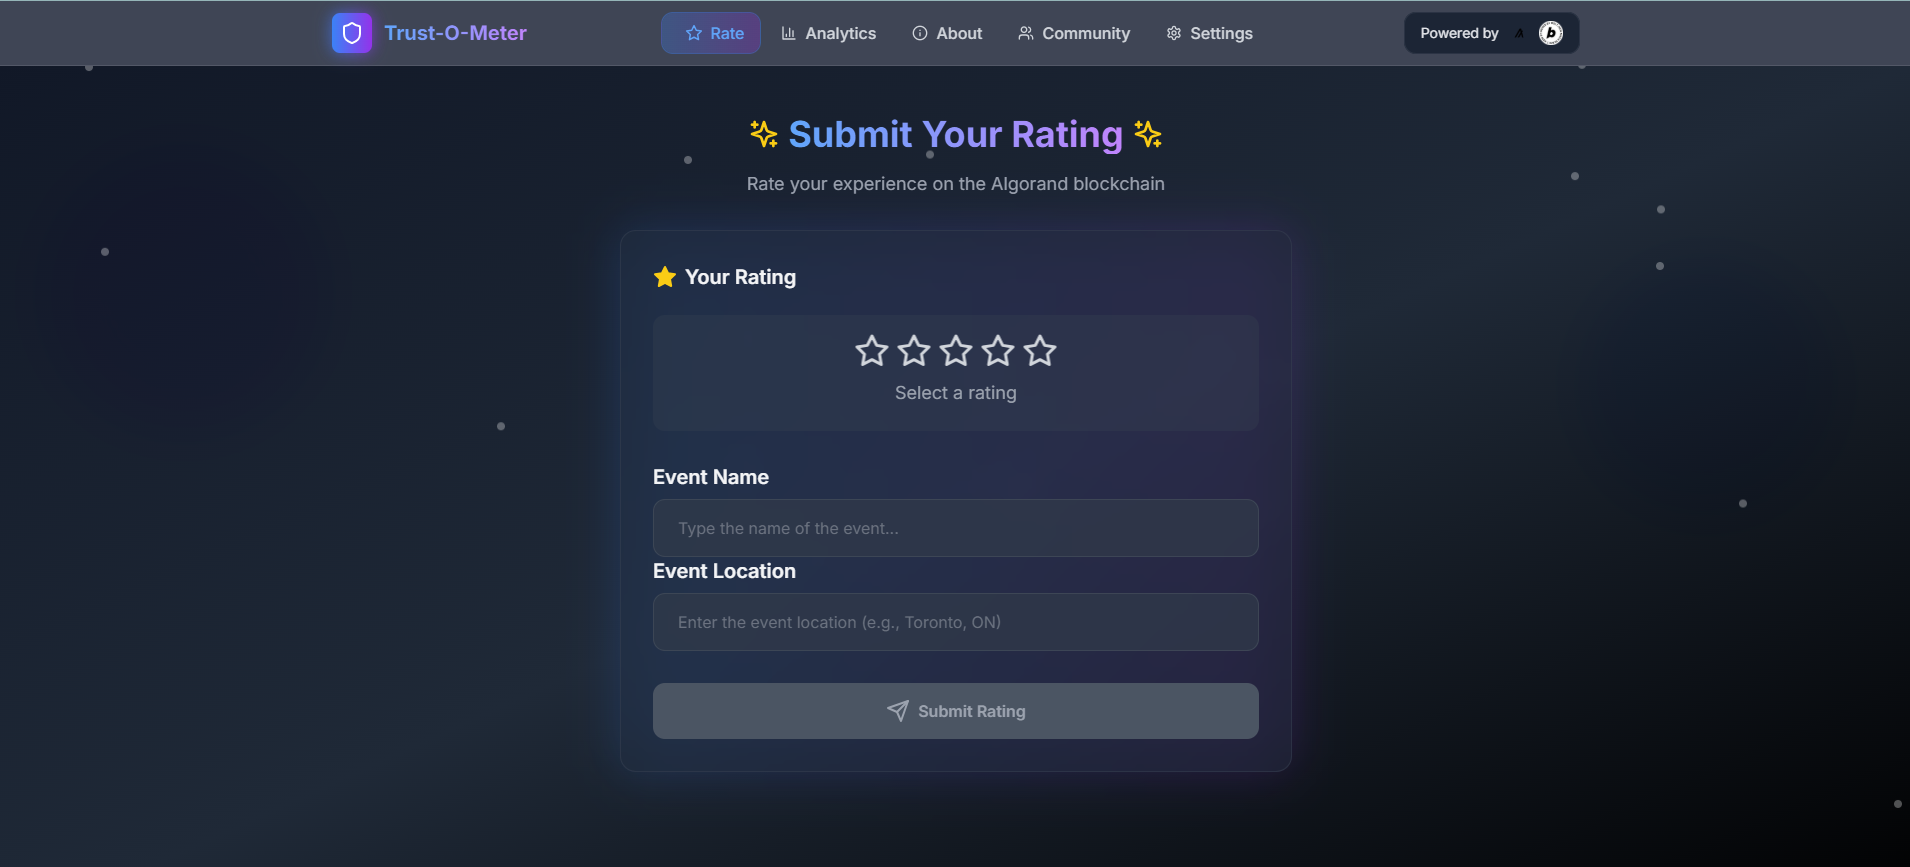 Trust-O-Meter
Rate
Analytics
About
Community
Settings
Powered by
b
Submit Your Rating
Rate your experience on the Algorand blockchain
Your Rating
Select a rating
Event Name
Type the name of the event...
Event Location
Enter the event location (e.g., Toronto, ON)
Submit Rating